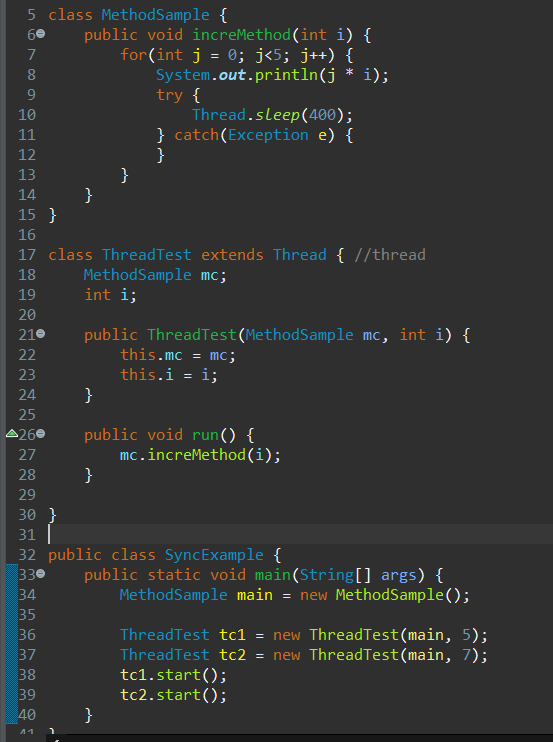 5 class MethodSample {
6 public void increMethod(int i) {
7 for(int j = 0; j<5; j++) {
8 System.out.println(j * i);
9 try {
10 Thread.sleep(400);
11 } catch(Exception e) {
12 }
13 }
14 }
15 }
16
17 class ThreadTest extends Thread { //thread
18 MethodSample mc;
19 int i;
20
21 public ThreadTest(MethodSample mc, int i) {
22 this.mc = mc;
23 this.i = i;
24 }
25
26 public void run() {
27 mc.increMethod(i);
28 }
29
30 }
31
32 public class SyncExample {
33 public static void main(String[] args) {
34 MethodSample main = new MethodSample();
35
36 ThreadTest tc1 = new ThreadTest(main, 5);
37 ThreadTest tc2 = new ThreadTest(main, 7);
38 tc1.start();
39 tc2.start();
40 }
41 }